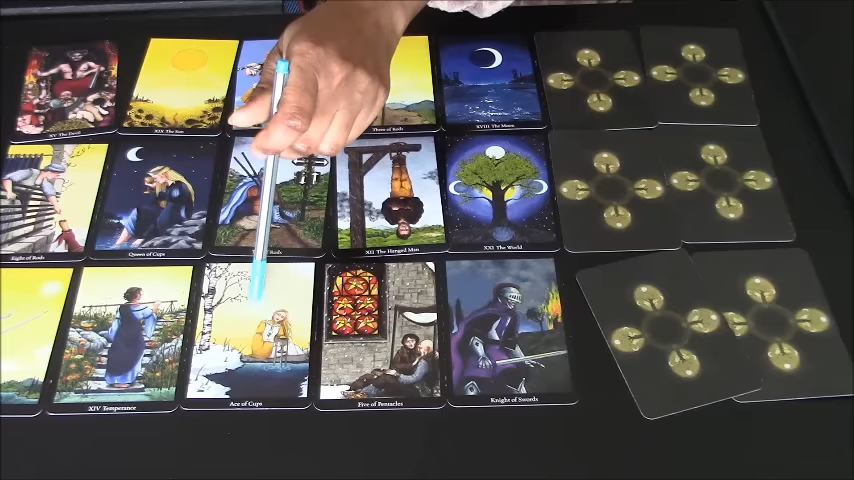 XV The Devil
XIX The Sun
Three of Rods
XVIII The Moon
Eight of Rods
Queen of Cups
Rods
XII The Hanged Man
XXI The World
XIV Temperance
Ace of Cups
Five of Pentacles
Knight of Swords